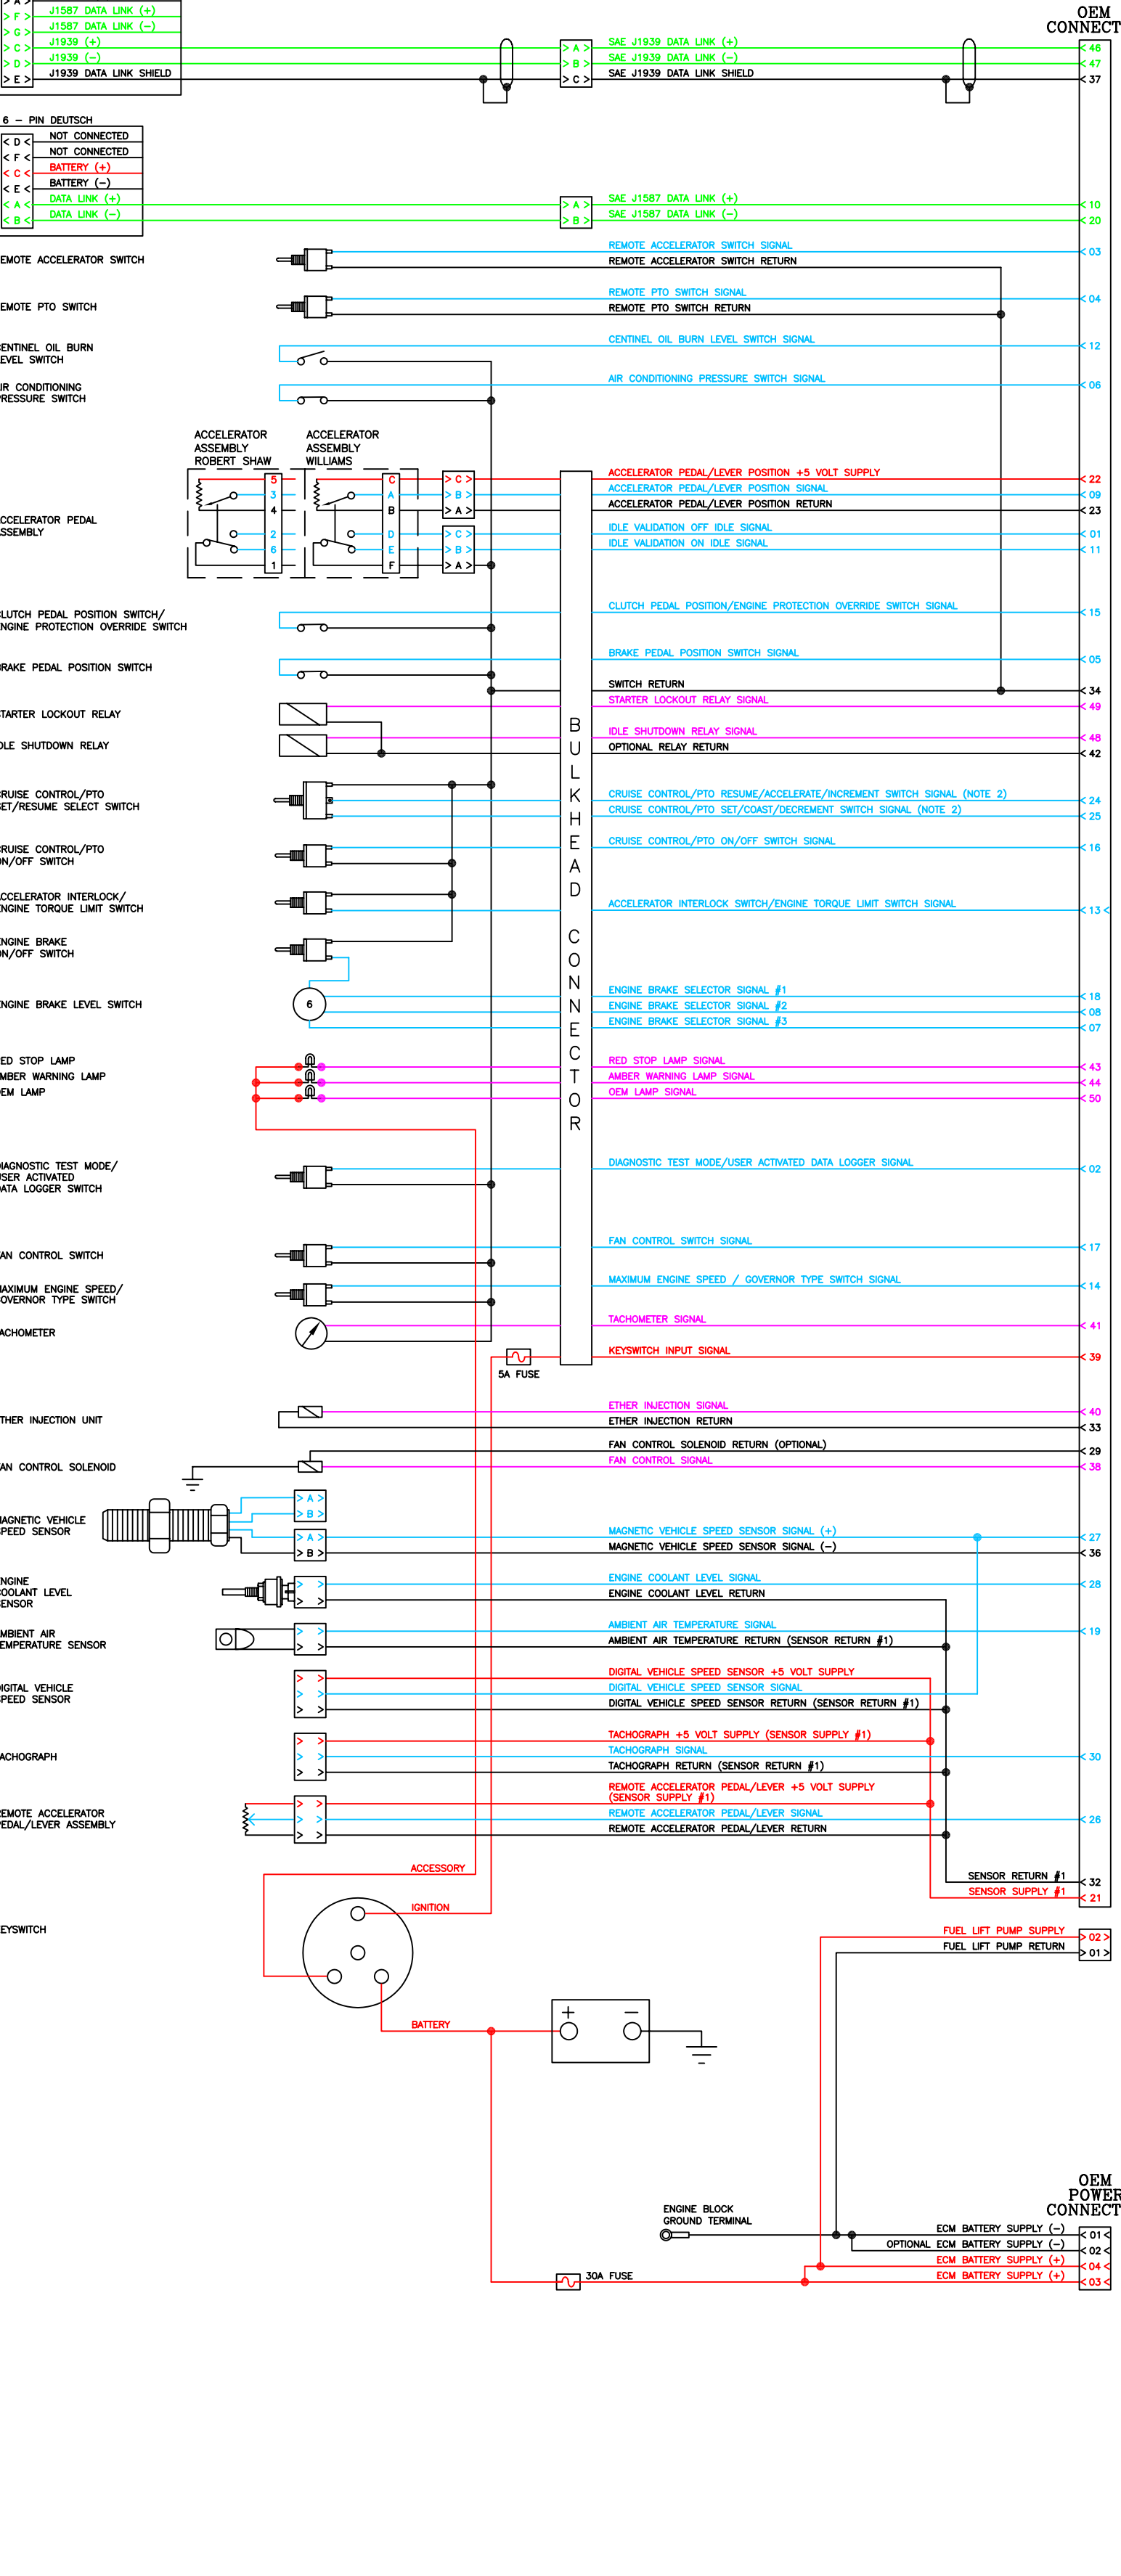 OEM
CONNECT
A
F J1587 DATA LINK (+)
G J1587 DATA LINK (-)
C J1939 (+) A SAE J1939 DATA LINK (+) 46
D J1939 (-) B SAE J1939 DATA LINK (-) 47
E J1939 DATA LINK SHIELD C SAE J1939 DATA LINK SHIELD 37
6 - PIN DEUTSCH
D NOT CONNECTED
F NOT CONNECTED
C BATTERY (+)
E BATTERY (-)
A DATA LINK (+) A SAE J1587 DATA LINK (+) 10
B DATA LINK (-) B SAE J1587 DATA LINK (-) 20
REMOTE ACCELERATOR SWITCH SIGNAL 03
EMOTE ACCELERATOR SWITCH REMOTE ACCELERATOR SWITCH RETURN
REMOTE PTO SWITCH SIGNAL 04
EMOTE PTO SWITCH REMOTE PTO SWITCH RETURN
CENTINEL OIL BURN LEVEL SWITCH SIGNAL 12
ENTINEL OIL BURN
EVEL SWITCH
AIR CONDITIONING PRESSURE SWITCH SIGNAL 06
IR CONDITIONING
RESSURE SWITCH
ACCELERATOR ASSEMBLY ROBERT SHAW
ACCELERATOR ASSEMBLY WILLIAMS
5 C C ACCELERATOR PEDAL/LEVER POSITION +5 VOLT SUPPLY 22
3 A B ACCELERATOR PEDAL/LEVER POSITION SIGNAL 09
4 B A ACCELERATOR PEDAL/LEVER POSITION RETURN 23
CCELERATOR PEDAL
SSEMBLY
2 D C IDLE VALIDATION OFF IDLE SIGNAL 01
6 E B IDLE VALIDATION ON IDLE SIGNAL 11
1 F A
CLUTCH PEDAL POSITION/ENGINE PROTECTION OVERRIDE SWITCH SIGNAL 15
LUTCH PEDAL POSITION SWITCH/
NGINE PROTECTION OVERRIDE SWITCH
BRAKE PEDAL POSITION SWITCH SIGNAL 05
RAKE PEDAL POSITION SWITCH
SWITCH RETURN 34
STARTER LOCKOUT RELAY SIGNAL 49
TARTER LOCKOUT RELAY
BULKHEAD CONNECTOR
IDLE SHUTDOWN RELAY SIGNAL 48
DLE SHUTDOWN RELAY
OPTIONAL RELAY RETURN 42
RUISE CONTROL/PTO
ET/RESUME SELECT SWITCH
CRUISE CONTROL/PTO RESUME/ACCELERATE/INCREMENT SWITCH SIGNAL (NOTE 2) 24
CRUISE CONTROL/PTO SET/COAST/DECREMENT SWITCH SIGNAL (NOTE 2) 25
CRUISE CONTROL/PTO ON/OFF SWITCH SIGNAL 16
RUISE CONTROL/PTO
N/OFF SWITCH
CCELERATOR INTERLOCK/
NGINE TORQUE LIMIT SWITCH
ACCELERATOR INTERLOCK SWITCH/ENGINE TORQUE LIMIT SWITCH SIGNAL 13
NGINE BRAKE
N/OFF SWITCH
ENGINE BRAKE SELECTOR SIGNAL #1 18
NGINE BRAKE LEVEL SWITCH 6 ENGINE BRAKE SELECTOR SIGNAL #2 08
ENGINE BRAKE SELECTOR SIGNAL #3 07
ED STOP LAMP RED STOP LAMP SIGNAL 43
MBER WARNING LAMP AMBER WARNING LAMP SIGNAL 44
EM LAMP OEM LAMP SIGNAL 50
IAGNOSTIC TEST MODE/
SER ACTIVATED
ATA LOGGER SWITCH
DIAGNOSTIC TEST MODE/USER ACTIVATED DATA LOGGER SIGNAL 02
AN CONTROL SWITCH FAN CONTROL SWITCH SIGNAL 17
AXIMUM ENGINE SPEED/
OVERNOR TYPE SWITCH
MAXIMUM ENGINE SPEED / GOVERNOR TYPE SWITCH SIGNAL 14
ACHOMETER TACHOMETER SIGNAL 41
KEYSWITCH INPUT SIGNAL 39
5A FUSE
ETHER INJECTION SIGNAL 40
THER INJECTION UNIT ETHER INJECTION RETURN 33
FAN CONTROL SOLENOID RETURN (OPTIONAL) 29
AN CONTROL SOLENOID FAN CONTROL SIGNAL 38
A
B
AGNETIC VEHICLE
PEED SENSOR
A MAGNETIC VEHICLE SPEED SENSOR SIGNAL (+) 27
B MAGNETIC VEHICLE SPEED SENSOR SIGNAL (-) 36
NGINE
OOLANT LEVEL
ENSOR
ENGINE COOLANT LEVEL SIGNAL 28
ENGINE COOLANT LEVEL RETURN
MBIENT AIR
EMPERATURE SENSOR
AMBIENT AIR TEMPERATURE SIGNAL 19
AMBIENT AIR TEMPERATURE RETURN (SENSOR RETURN #1)
IGITAL VEHICLE
PEED SENSOR
DIGITAL VEHICLE SPEED SENSOR +5 VOLT SUPPLY
DIGITAL VEHICLE SPEED SENSOR SIGNAL
DIGITAL VEHICLE SPEED SENSOR RETURN (SENSOR RETURN #1)
ACHOGRAPH
TACHOGRAPH +5 VOLT SUPPLY (SENSOR SUPPLY #1)
TACHOGRAPH SIGNAL 30
TACHOGRAPH RETURN (SENSOR RETURN #1)
EMOTE ACCELERATOR
EDAL/LEVER ASSEMBLY
REMOTE ACCELERATOR PEDAL/LEVER +5 VOLT SUPPLY
(SENSOR SUPPLY #1)
REMOTE ACCELERATOR PEDAL/LEVER SIGNAL 26
REMOTE ACCELERATOR PEDAL/LEVER RETURN
ACCESSORY
SENSOR RETURN #1 32
SENSOR SUPPLY #1 21
IGNITION
EYSWITCH
FUEL LIFT PUMP SUPPLY 02
FUEL LIFT PUMP RETURN 01
BATTERY
+ -
OEM
POWER
CONNECT
ENGINE BLOCK
GROUND TERMINAL
ECM BATTERY SUPPLY (-) 01
OPTIONAL ECM BATTERY SUPPLY (-) 02
ECM BATTERY SUPPLY (+) 04
30A FUSE ECM BATTERY SUPPLY (+) 03